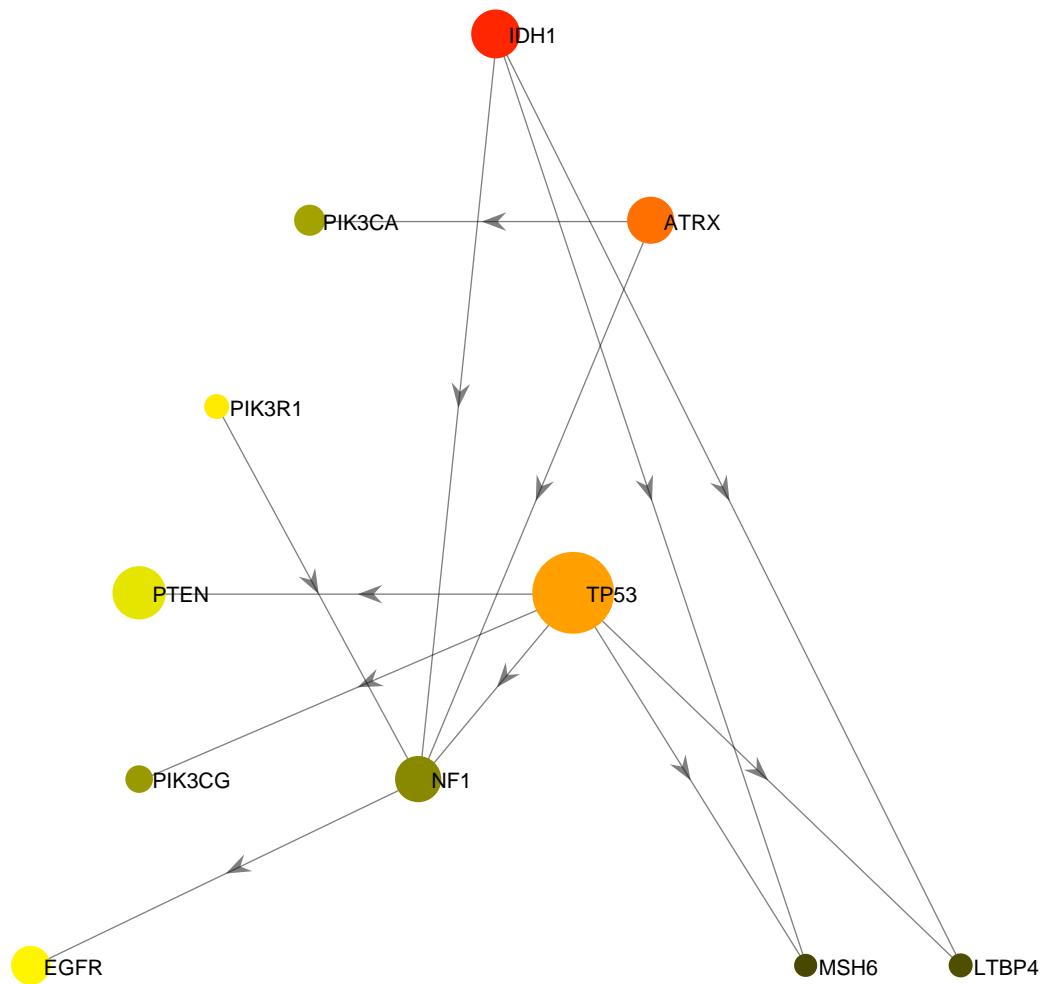 IDH1
PIK3CA
ATRX
PIK3R1
PTEN
TP53
PIK3CG
NF1
EGFR
MSH6
LTBP4